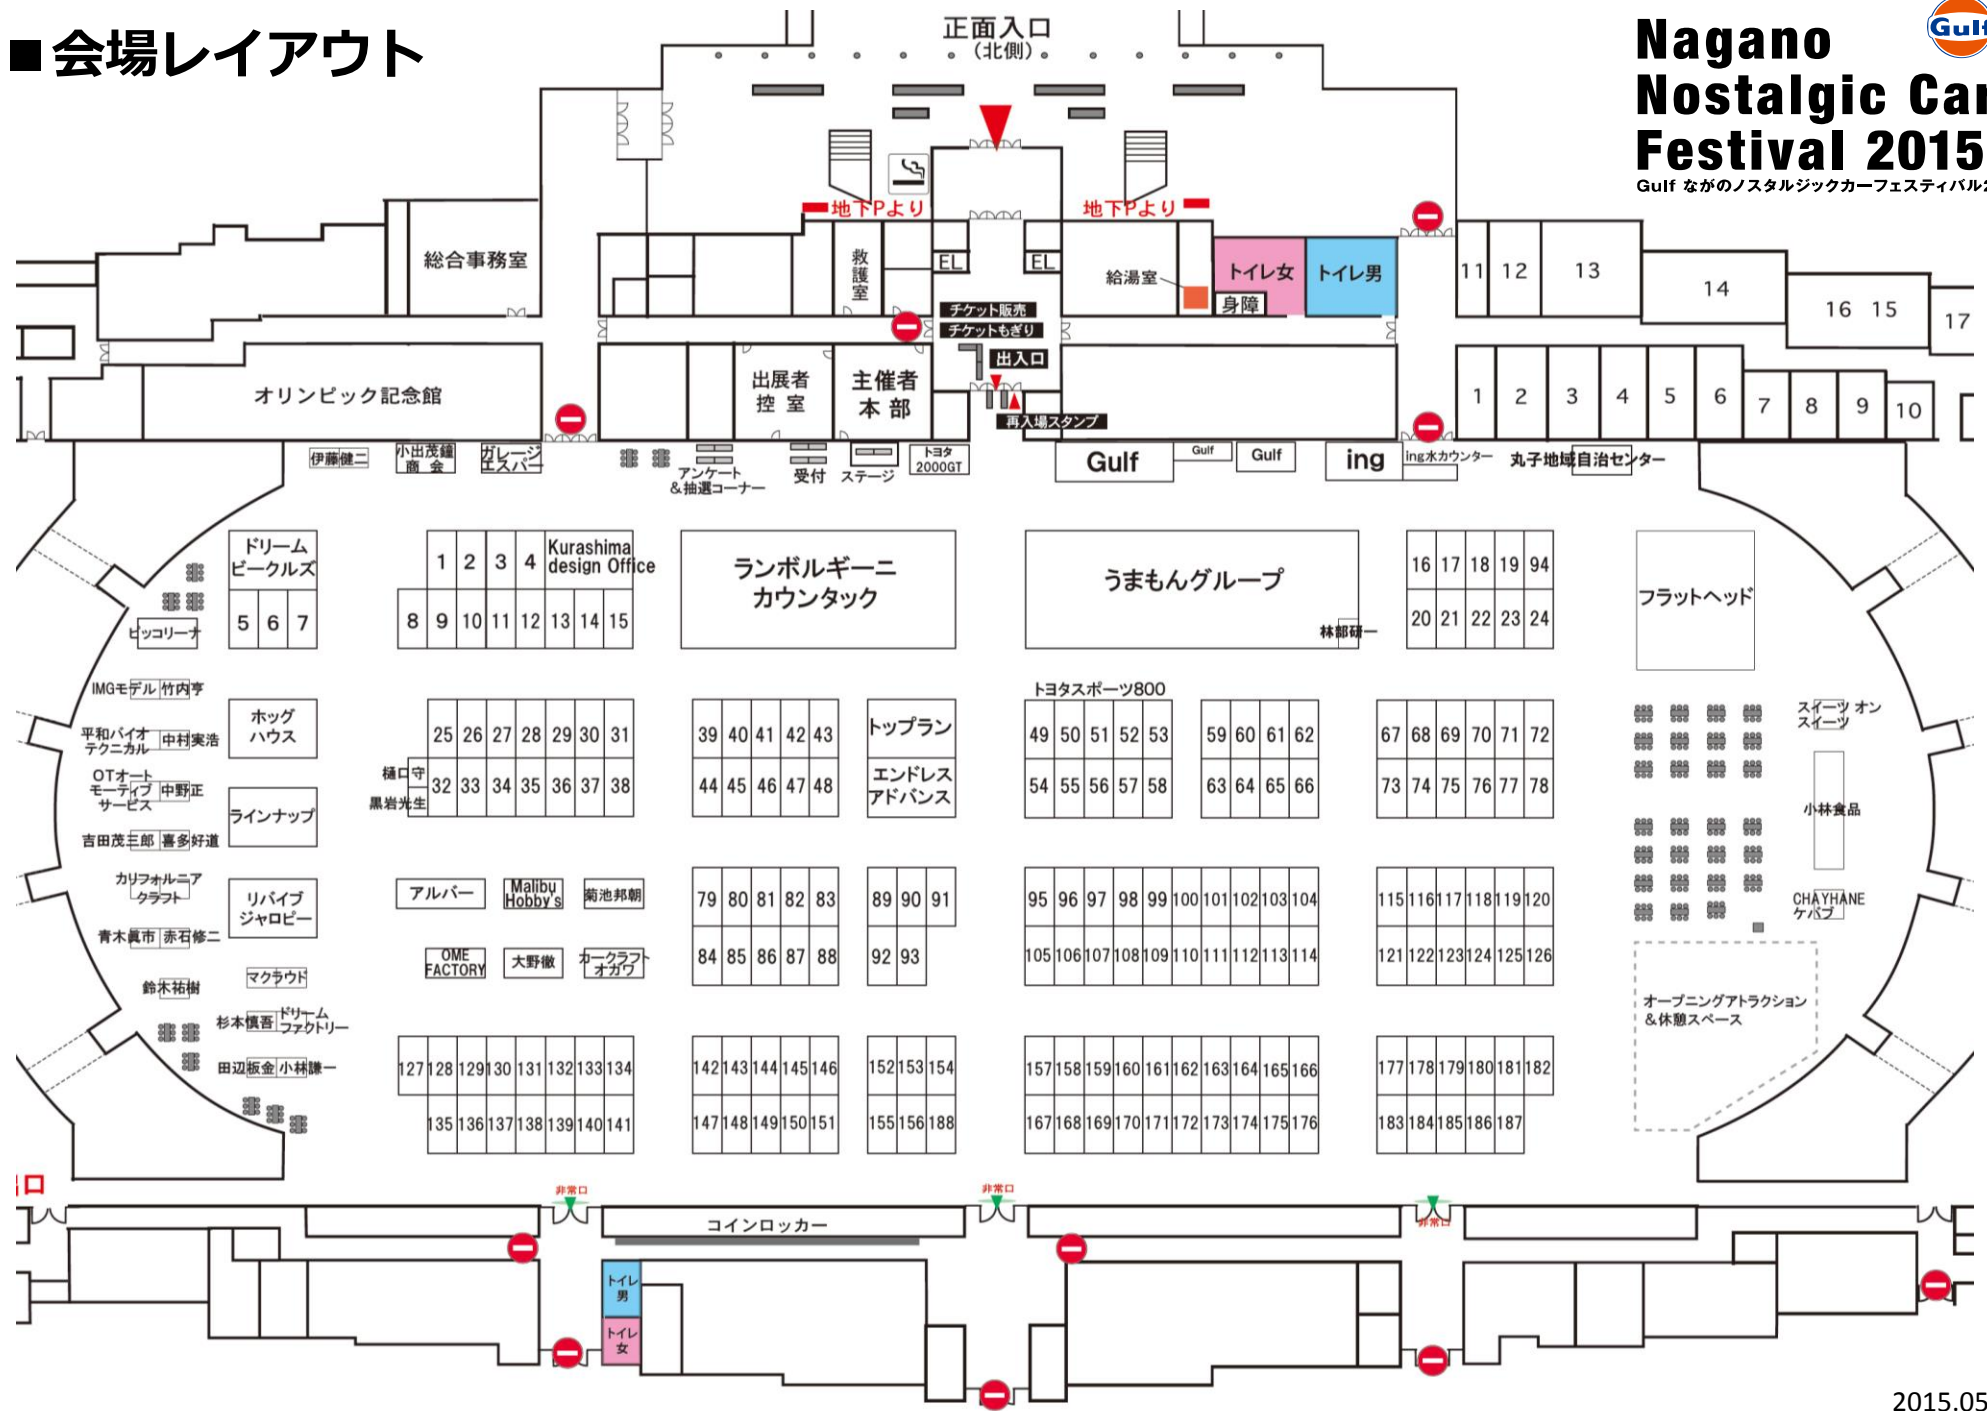 ■会場レイアウト
正面入口
(北側)
Gulf
Nagano
Nostalgic Car
Festival 2015
Gulf ながのノスタルジックカーフェスティバル
地下Pより
地下Pより
総合事務室
救護室
EL
EL
給湯室
トイレ女
トイレ男
身障
11 12 13 14 16 15 17
チケット販売
チケットもぎり
出入口
再入場スタンプ
オリンピック記念館
出展者
控室
主催者
本部
1 2 3 4 5 6 7 8 9 10
伊藤健二
小出茂鐘
商会
ガレージ
エスパー
アンケート
&抽選コーナー
受付
ステージ
トヨタ
2000GT
Gulf
Gulf
Gulf
ing
ing水カウンター
丸子地域自治センター
ドリーム
ビークルズ
5 6 7
ピッコリーナ
1 2 3 4
Kurashima
design Office
8 9 10 11 12 13 14 15
ランボルギーニ
カウンタック
うまもんグループ
林部研一
16 17 18 19 94
20 21 22 23 24
フラットヘッド
IMGモデル 竹内亨
平和バイオ
テクニカル
中村実浩
OTオート
モーティブ
サービス
中野正
吉田茂三郎 喜多好道
カリフォルニア
クラフト
青木眞市 赤石修二
鈴木祐樹
ホッグ
ハウス
ラインナップ
リバイブ
ジャロピー
マクラウド
杉本慎吾
ドリーム
ファクトリー
田辺板金 小林謙一
25 26 27 28 29 30 31
樋口守
黒岩光生
32 33 34 35 36 37 38
39 40 41 42 43
44 45 46 47 48
トップラン
エンドレス
アドバンス
トヨタスポーツ800
49 50 51 52 53
54 55 56 57 58
59 60 61 62
63 64 65 66
67 68 69 70 71 72
73 74 75 76 77 78
スイーツ オン
スイーツ
小林食品
CHAYHANE
ケバブ
アルバー
Malibu
Hobby's
菊池邦朝
OME
FACTORY
大野徹
カークラフト
オガワ
79 80 81 82 83
84 85 86 87 88
89 90 91
92 93
95 96 97 98 99 100 101 102 103 104
105 106 107 108 109 110 111 112 113 114
115 116 117 118 119 120
121 122 123 124 125 126
オープニングアトラクション
&休憩スペース
127 128 129 130 131 132 133 134
135 136 137 138 139 140 141
142 143 144 145 146
147 148 149 150 151
152 153 154
155 156 188
157 158 159 160 161 162 163 164 165 166
167 168 169 170 171 172 173 174 175 176
177 178 179 180 181 182
183 184 185 186 187
口
非常口
非常口
非常口
コインロッカー
トイレ
男
トイレ
女
2015.05